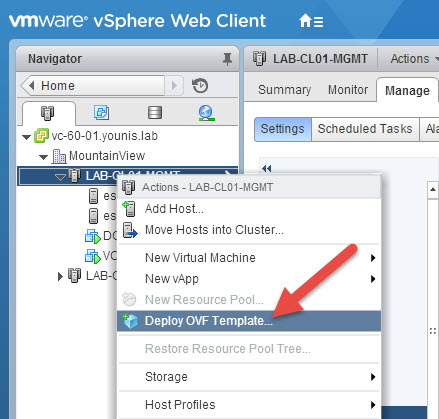 vmware® vSphere Web Client
Navigator
LAB-CL01-MGMT Actions
Home
Summary Monitor Manage
Settings Scheduled Tasks Ala
vc-60-01.younis.lab
MountainView
LAB-CL01-MGMT
Actions - LAB-CL01-MGMT
es
Add Host...
es
Move Hosts into Cluster...
DC
VC
New Virtual Machine
LAB-C
New vApp
New Resource Pool...
Deploy OVF Template...
Restore Resource Pool Tree...
Storage
Host Profiles